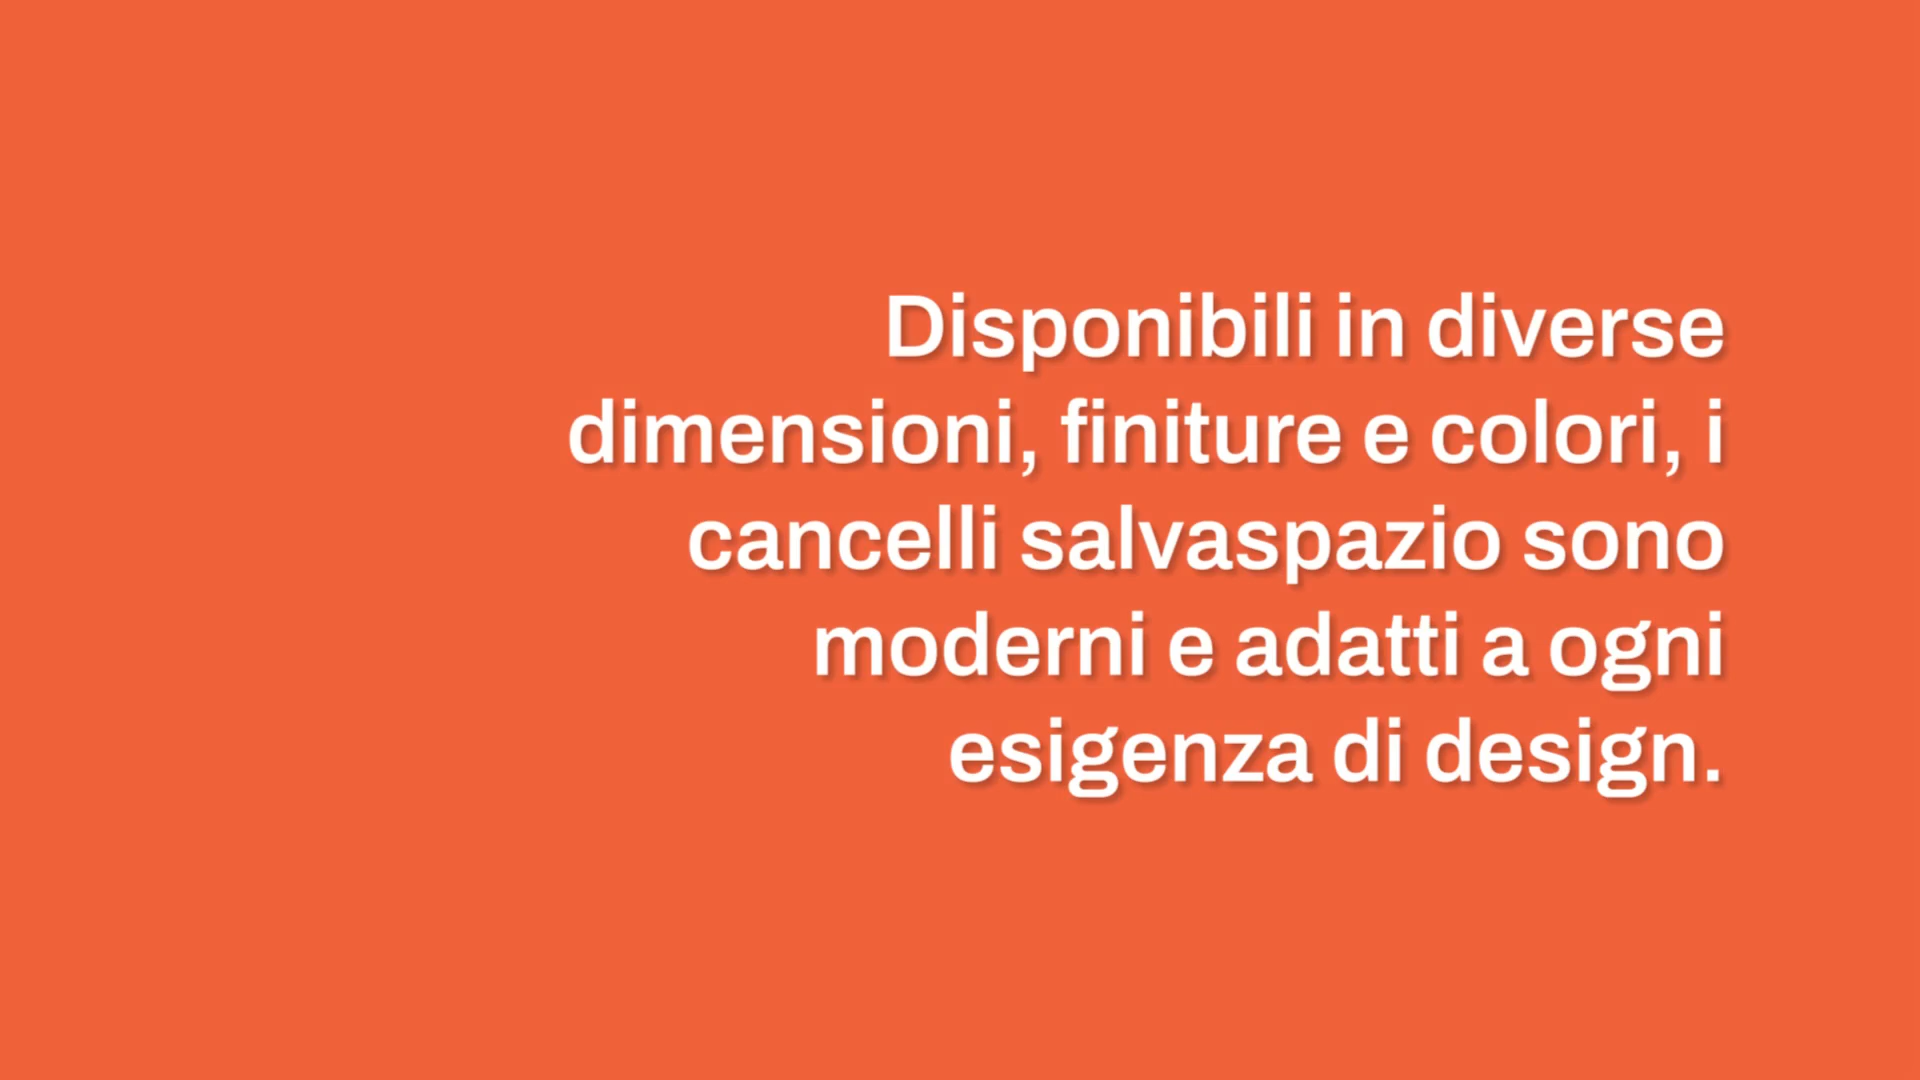 Disponibili in diverse
dimensioni, finiture e colori, i
cancelli salvaspazio sono
moderni e adatti a ogni
esigenza di design.